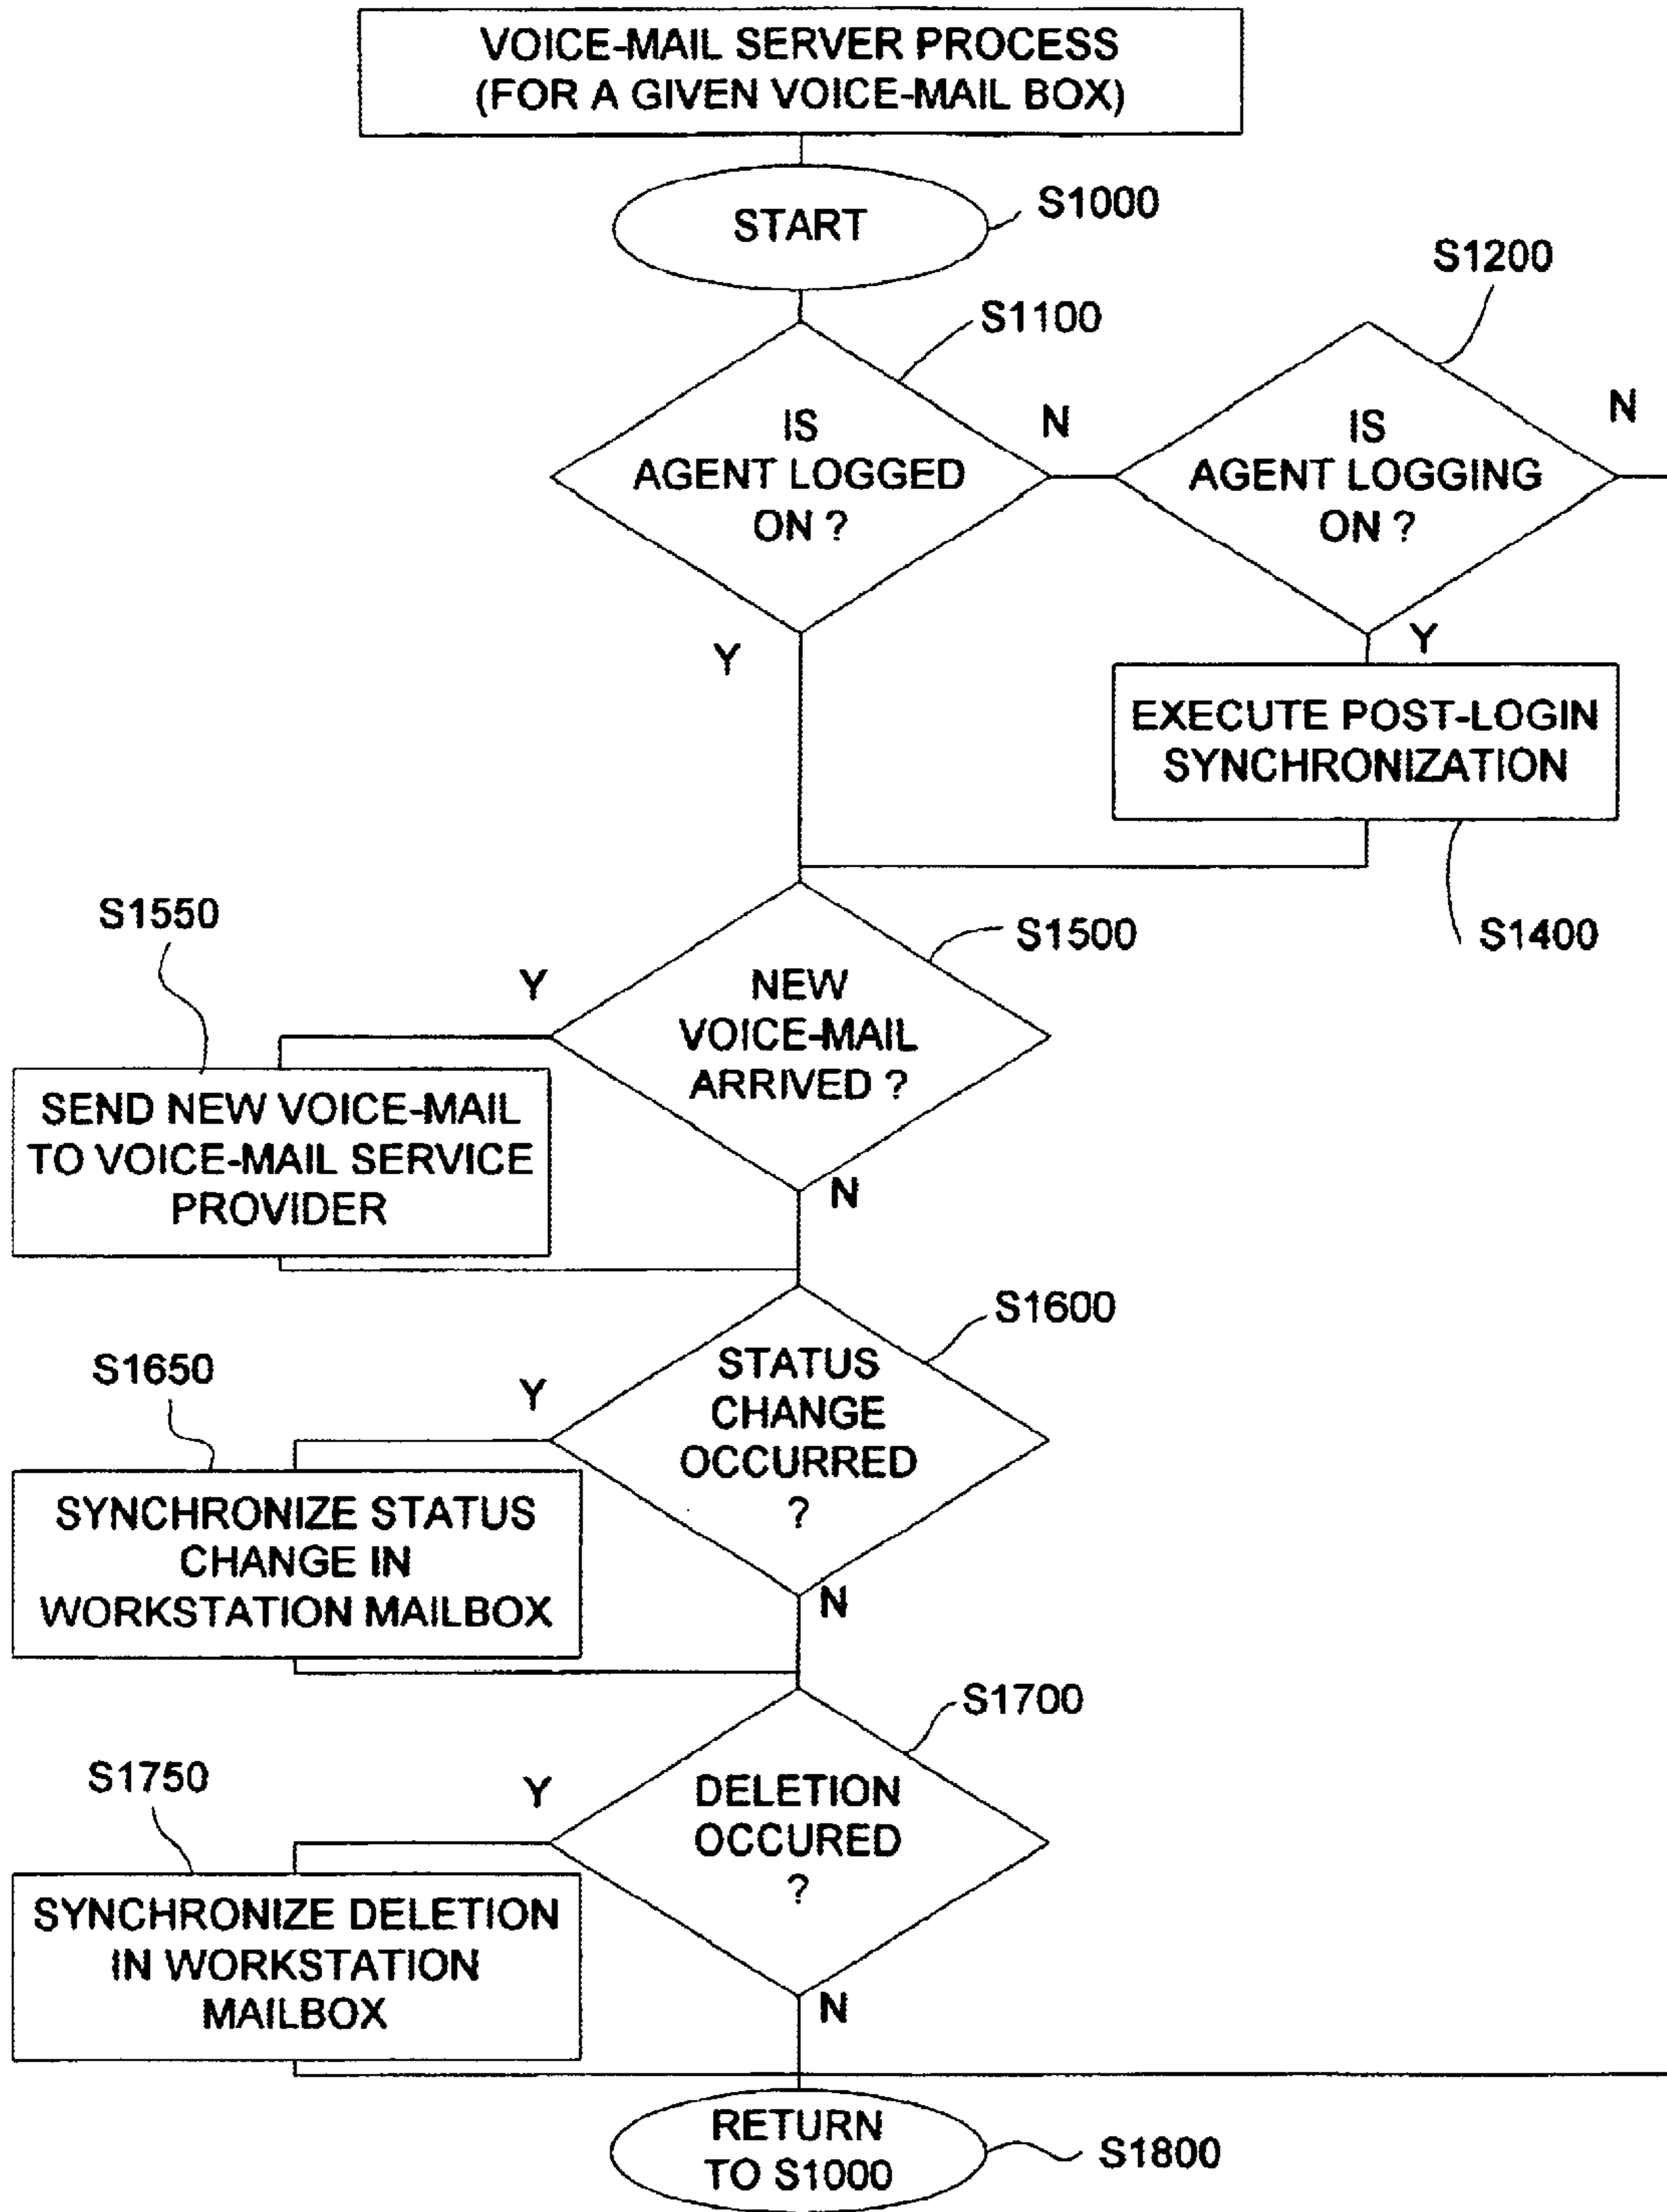 VOICE-MAIL SERVER PROCESS
(FOR A GIVEN VOICE-MAIL BOX)
START
S1000
S1100
S1200
IS
AGENT LOGGED
ON ?
N
IS
AGENT LOGGING
ON ?
N
Y
Y
EXECUTE POST-LOGIN
SYNCHRONIZATION
S1400
S1550
S1500
Y
NEW
VOICE-MAIL
ARRIVED ?
N
SEND NEW VOICE-MAIL
TO VOICE-MAIL SERVICE
PROVIDER
S1600
S1650
Y
STATUS
CHANGE
OCCURRED
?
N
SYNCHRONIZE STATUS
CHANGE IN
WORKSTATION MAILBOX
S1700
S1750
Y
DELETION
OCCURED
?
N
SYNCHRONIZE DELETION
IN WORKSTATION
MAILBOX
RETURN
TO S1000
S1800